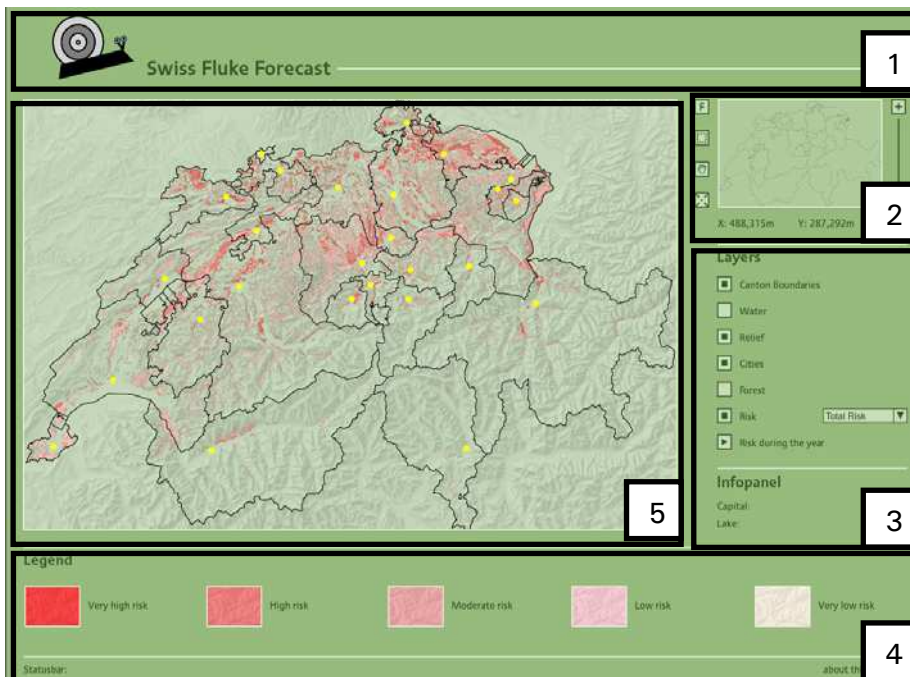 Swiss Fluke Forecast
1
F
+
X: 488,315m Y: 287,292m
2
Layers
Canton Boundaries
Water
Relief
Cities
Forest
Risk Total Risk
Risk during the year
Infopanel
Capital:
Lake:
3
5
Legend
Very high risk High risk Moderate risk Low risk Very low risk
Statusbar: about
4